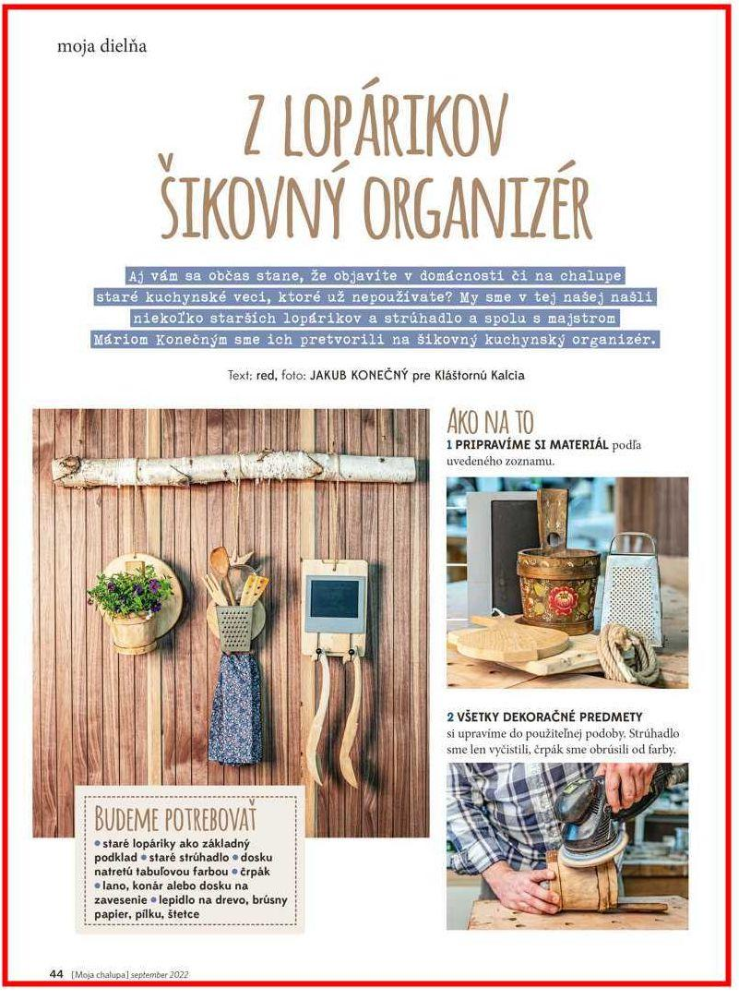 moja dielňa
Z LOPÁRIKOV
ŠIKOVNÝ ORGANIZÉR
Aj vám sa občas stane, že objavíte v domácnosti či na chalupe
staré kuchynské veci, ktoré už nepoužívate? My sme v tej našej našli
niekoľko starších lopárikov a strúhadlo a spolu s majstrom
Máriom Konečným sme ich pretvorili na šikovný kuchynský organizér.
Text: red, foto: JAKUB KONEČNÝ pre Kláštornú Kalcia
AKO NA TO
1 PRIPRAVÍME SI MATERIÁL podľa
uvedeného zoznamu.
2 VŠETKY DEKORAČNÉ PREDMETY
si upravíme do použiteľnej podoby. Strúhadlo
sme len vyčistili, črpák sme obrúsili od farby.
BUDEME POTREBOVAŤ
• staré lopáriky ako základný
podklad • staré strúhadlo • dosku
natretú tabuľovou farbou • črpák
• lano, konár alebo dosku na
zavesenie • lepidlo na drevo, brúsny
papier, pílku, štetce
44 [Moja chalupa] september 2022